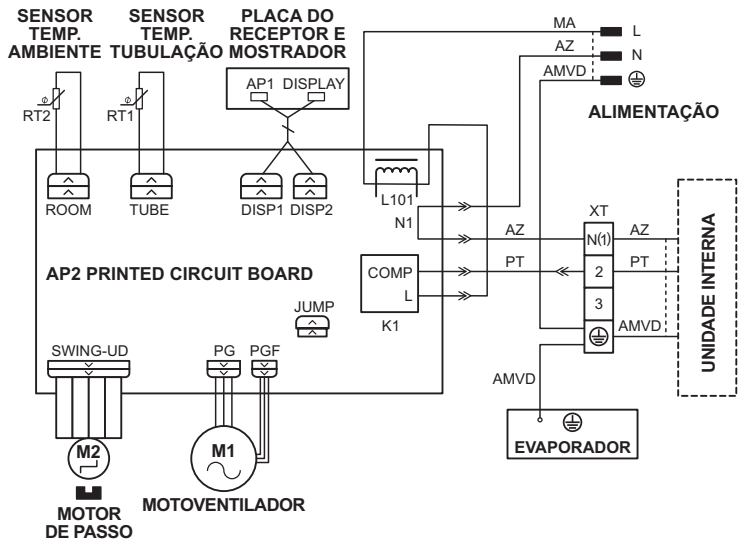 SENSOR
TEMP.
AMBIENTE
SENSOR
TEMP.
TUBULAÇÃO
PLACA DO
RECEPTOR E
MOSTRADOR
AP1 DISPLAY
RT2
RT1
MA
L
AZ
N
AMVD
ALIMENTAÇÃO
ROOM
TUBE
DISP1
DISP2
L101
N1
AZ
XT
N(1)
AZ
AP2 PRINTED CIRCUIT BOARD
COMP
L
K1
PT
2
PT
3
AMVD
UNIDADE INTERNA
JUMP
SWING-UD
PG
PGF
AMVD
EVAPORADOR
M2
M1
MOTOR
DE PASSO
MOTOVENTILADOR